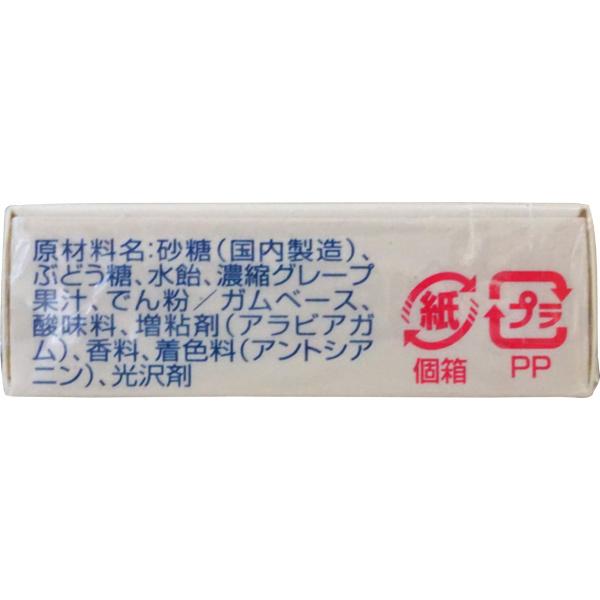 原材料名:砂糖(国内製造)、
ぶどう糖、水飴、濃縮グレープ
果汁、でん粉/ガムベース、
酸味料、増粘剤(アラビアガ
ム)、香料、着色料(アントシア
ニン)、光沢剤
紙
個箱
プラ
PP